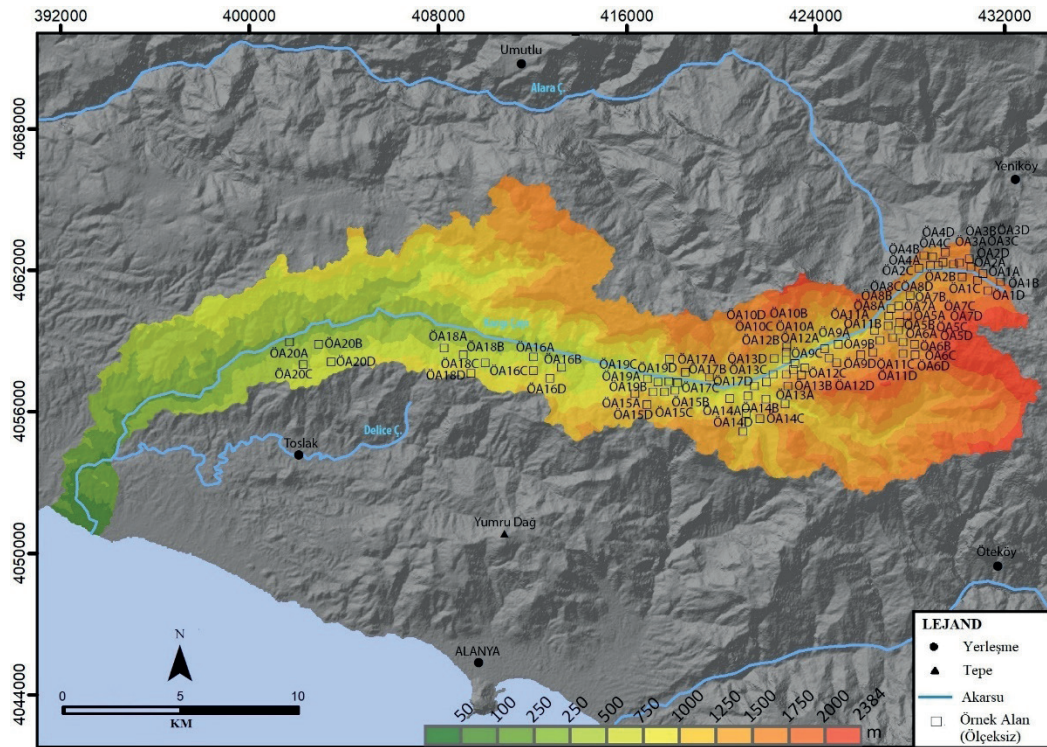 392000 400000 408000 416000 424000 432000
4068000
4062000
4056000
4050000
4044000
Umutlu
Alara Ç.
Yeniköy
ÖA4D ÖA3B ÖA3D
ÖA4C ÖA3A ÖA3C
ÖA4B ÖA2D
ÖA4A ÖA2A
ÖA2C ÖA2B ÖA1A
ÖA8C ÖA8D ÖA1C ÖA1B
ÖA8B ÖA7B ÖA1D
ÖA8A ÖA7A ÖA7C
ÖA10D ÖA10B ÖA11A ÖA5A ÖA7D
ÖA10C ÖA10A ÖA9A ÖA11B ÖA5B ÖA5C
ÖA12B ÖA12A ÖA6A ÖA5D
ÖA18A ÖA16A ÖA9B ÖA6B
ÖA20B ÖA18B ÖA16B ÖA17A ÖA13D ÖA9C ÖA6C
ÖA20A ÖA18C ÖA16C ÖA19C ÖA19D ÖA17B ÖA13C ÖA9D ÖA11C ÖA6D
ÖA20C ÖA20D ÖA18D ÖA19A ÖA17D ÖA12C ÖA11D
ÖA16D ÖA19B ÖA17C ÖA13B ÖA12D
ÖA15A ÖA15B ÖA13A
ÖA15D ÖA15C ÖA14A ÖA14B
ÖA14D ÖA14C
Delice Ç.
Toslak
Yumru Dağ
Öteköy
ALANYA
N
0 5 10
KM
50 100 250 250 500 750 1000 1250 1500 1750 2000 2384
m
LEJAND
Yerleşme
Tepe
Akarsu
Örnek Alan
(Ölçeksiz)